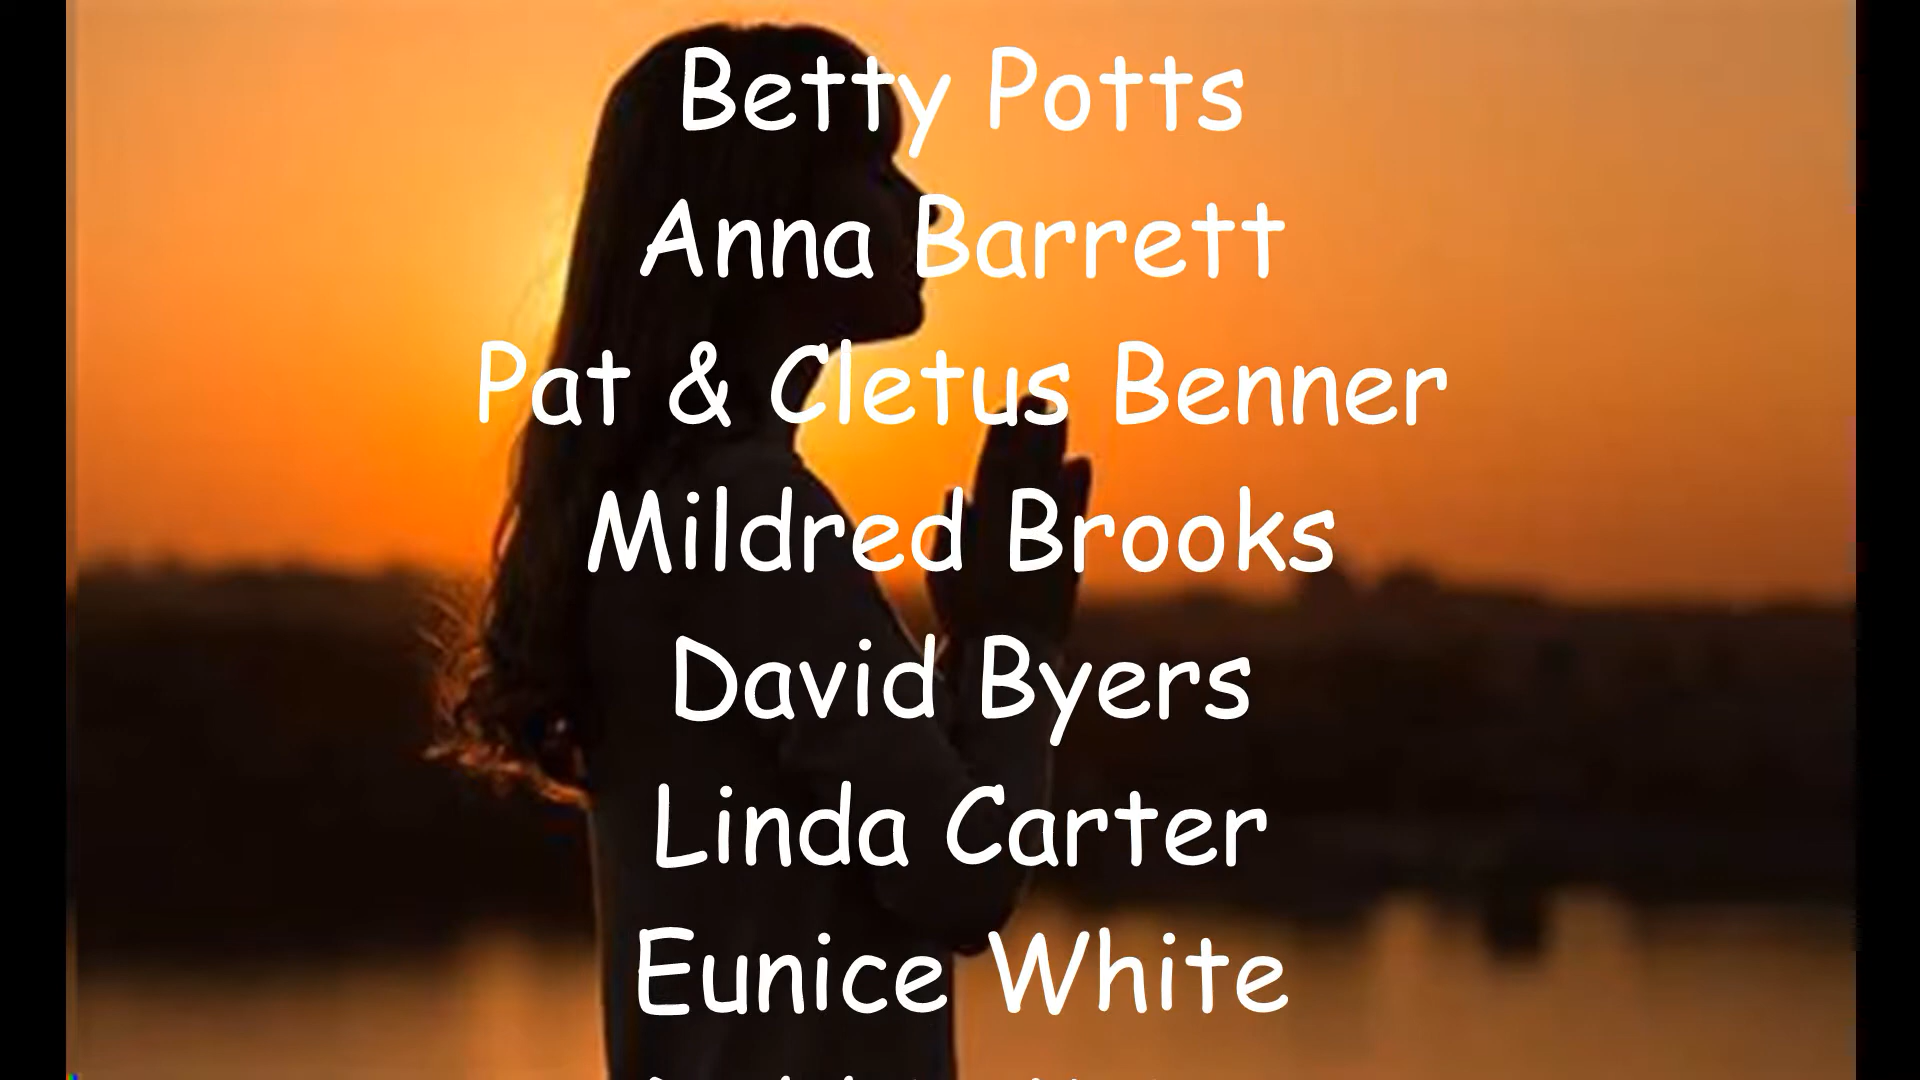 Betty Potts
Anna Barrett
Pat & Cletus Benner
Mildred Brooks
David Byers
Linda Carter
Eunice White